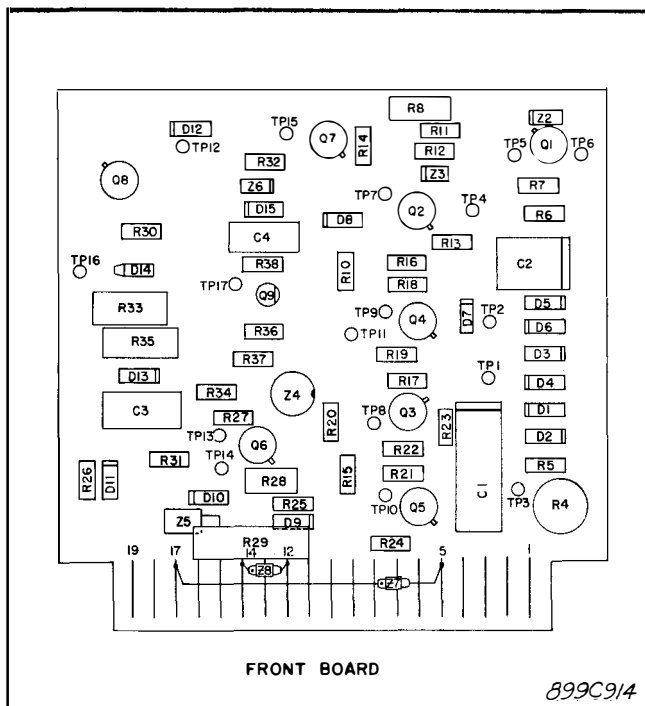 R8
D12
TP15
Q7
R14
R11
Z2
TP12
R12
TP5
Q1
TP6
R32
Z3
Q8
Z6
TP7
TP4
R7
D15
D8
Q2
R6
R30
C4
R13
C2
TP16
D14
R38
R10
R16
TP17
R18
R33
Q9
TP9
Q4
D7
TP2
D5
R35
R36
TP11
D6
R37
R19
D3
D13
R34
Z4
R17
TP1
D4
C3
R27
R20
TP8
Q3
R23
D1
TP13
Q6
R22
D2
R31
TP14
R28
R15
R21
C1
R5
R26
D11
D10
R25
TP10
Q5
TP3
R4
Z5
D9
R29
R24
19
17
14
12
5
1
Z8
Z7
FRONT BOARD
899C914